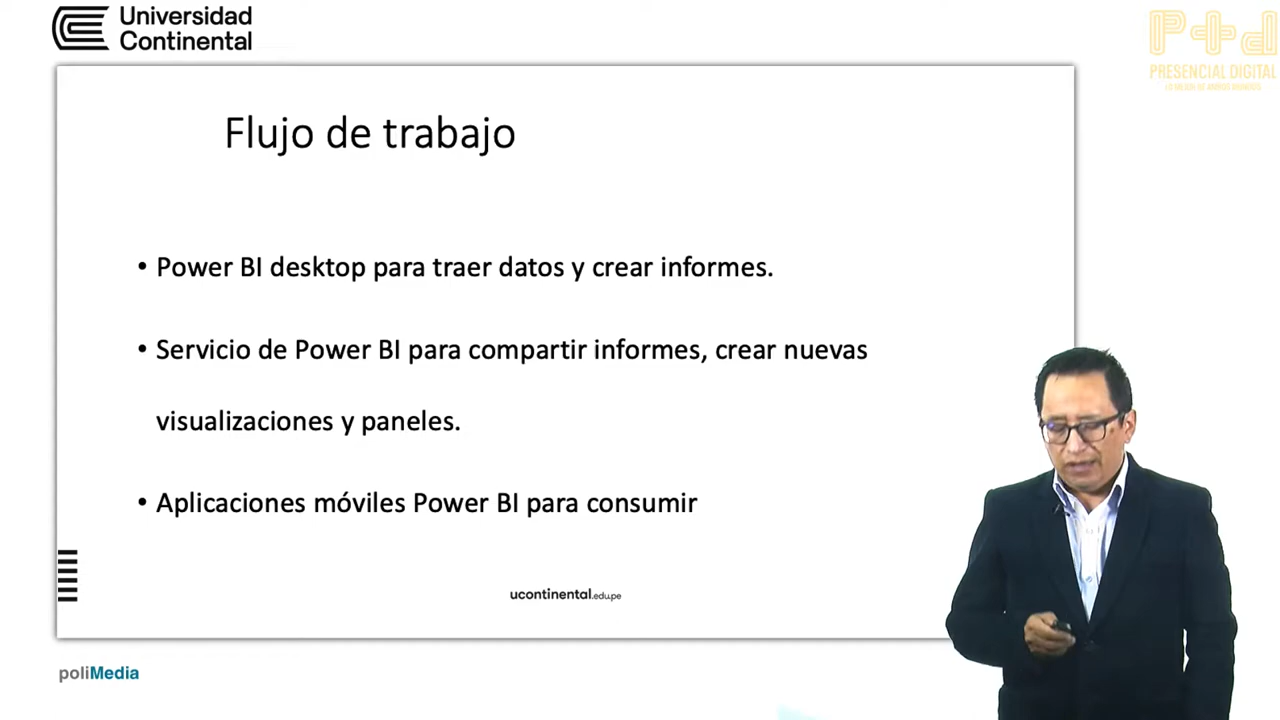 Universidad
Continental
P+d
PRESENCIAL DIGITAL
Flujo de trabajo
• Power BI desktop para traer datos y crear informes.
• Servicio de Power BI para compartir informes, crear nuevas
visualizaciones y paneles.
• Aplicaciones móviles Power BI para consumir
ucontinental.edu.pe
poliMedia